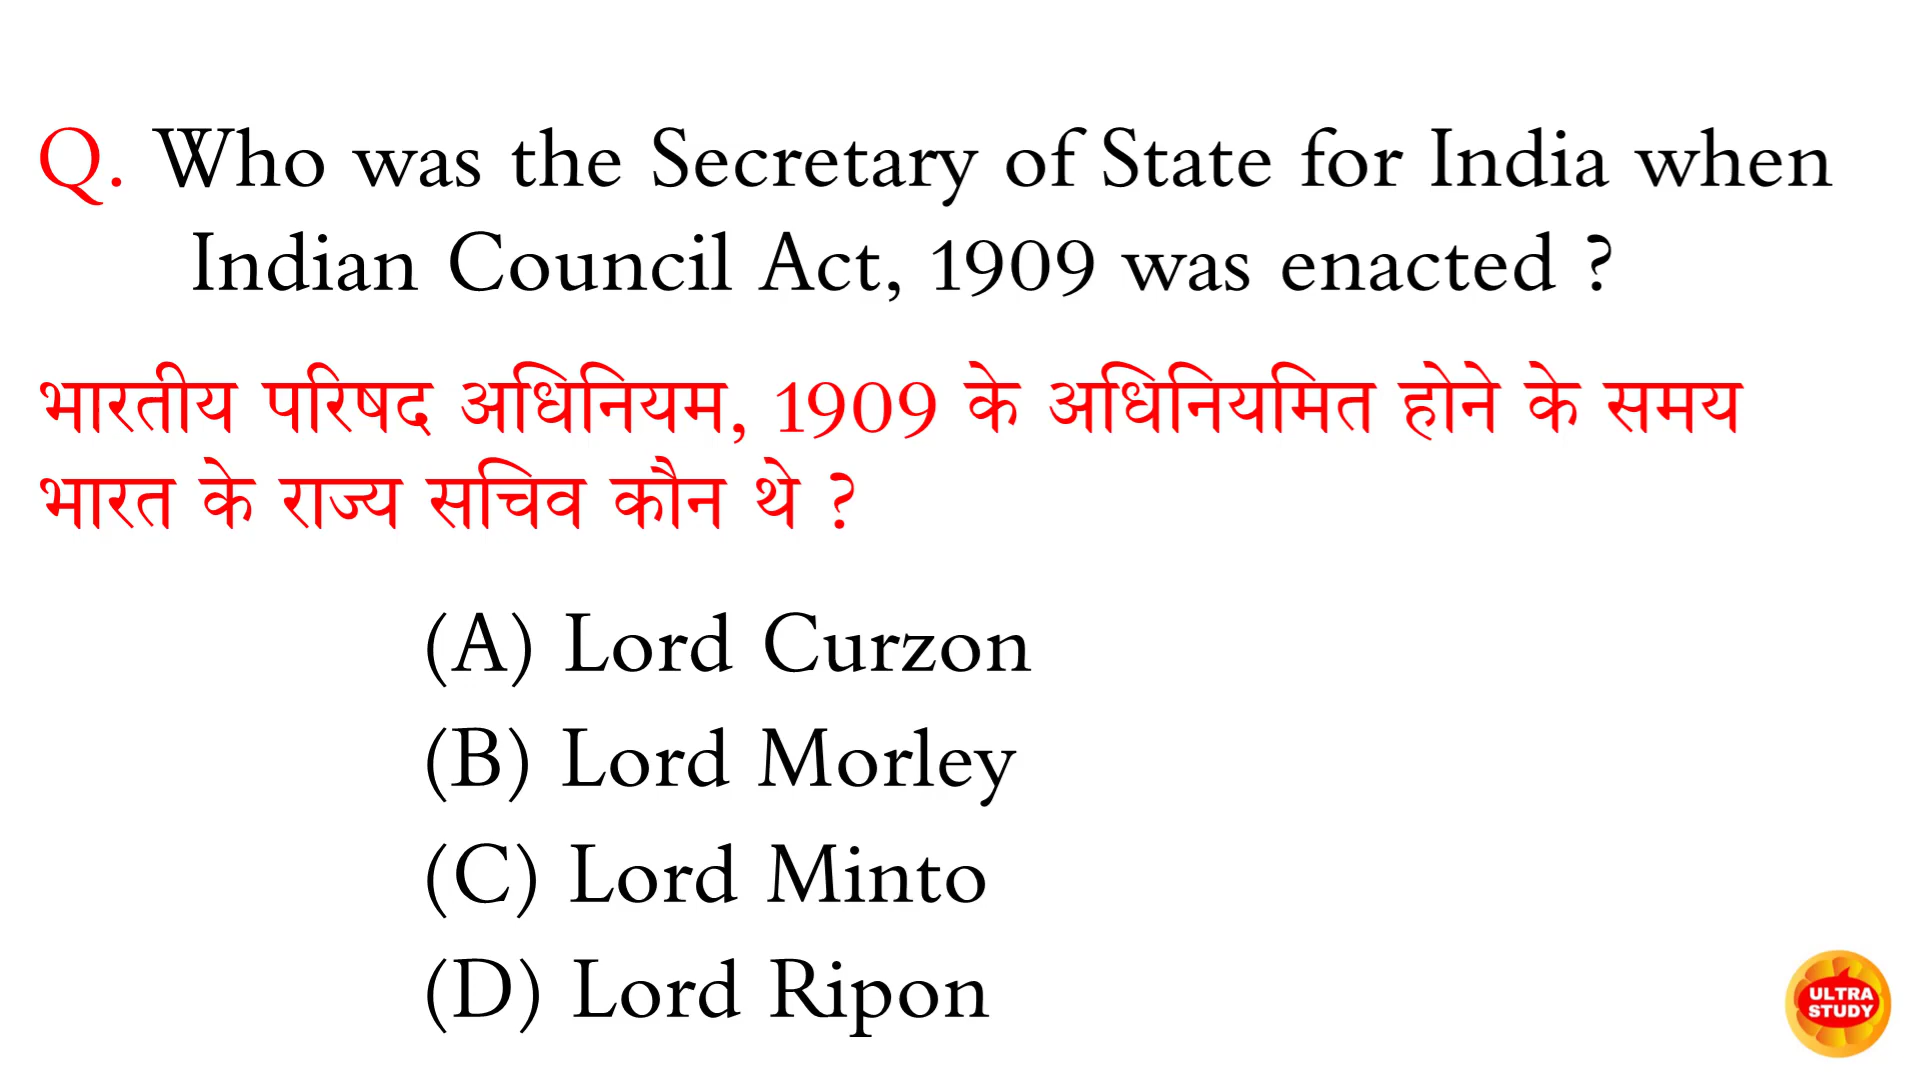 Q. Who was the Secretary of State for India when
Indian Council Act, 1909 was enacted ?
भारतीय परिषद अधिनियम, 1909 के अधिनियमित होने के समय
भारत के राज्य सचिव कौन थे ?
(A) Lord Curzon
(B) Lord Morley
(C) Lord Minto
(D) Lord Ripon
ULTRA
STUDY